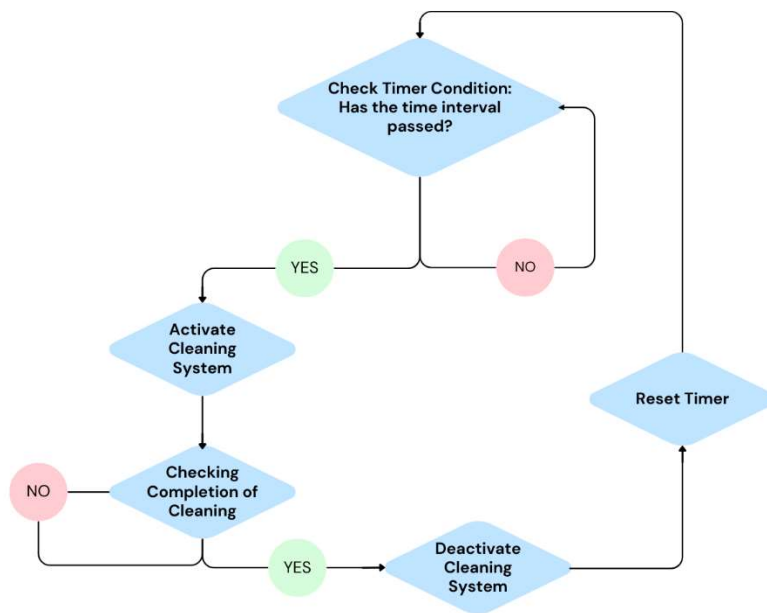 Check Timer Condition:
Has the time interval
passed?
YES
NO
Activate
Cleaning
System
Reset Timer
Checking
Completion of
Cleaning
NO
YES
Deactivate
Cleaning
System